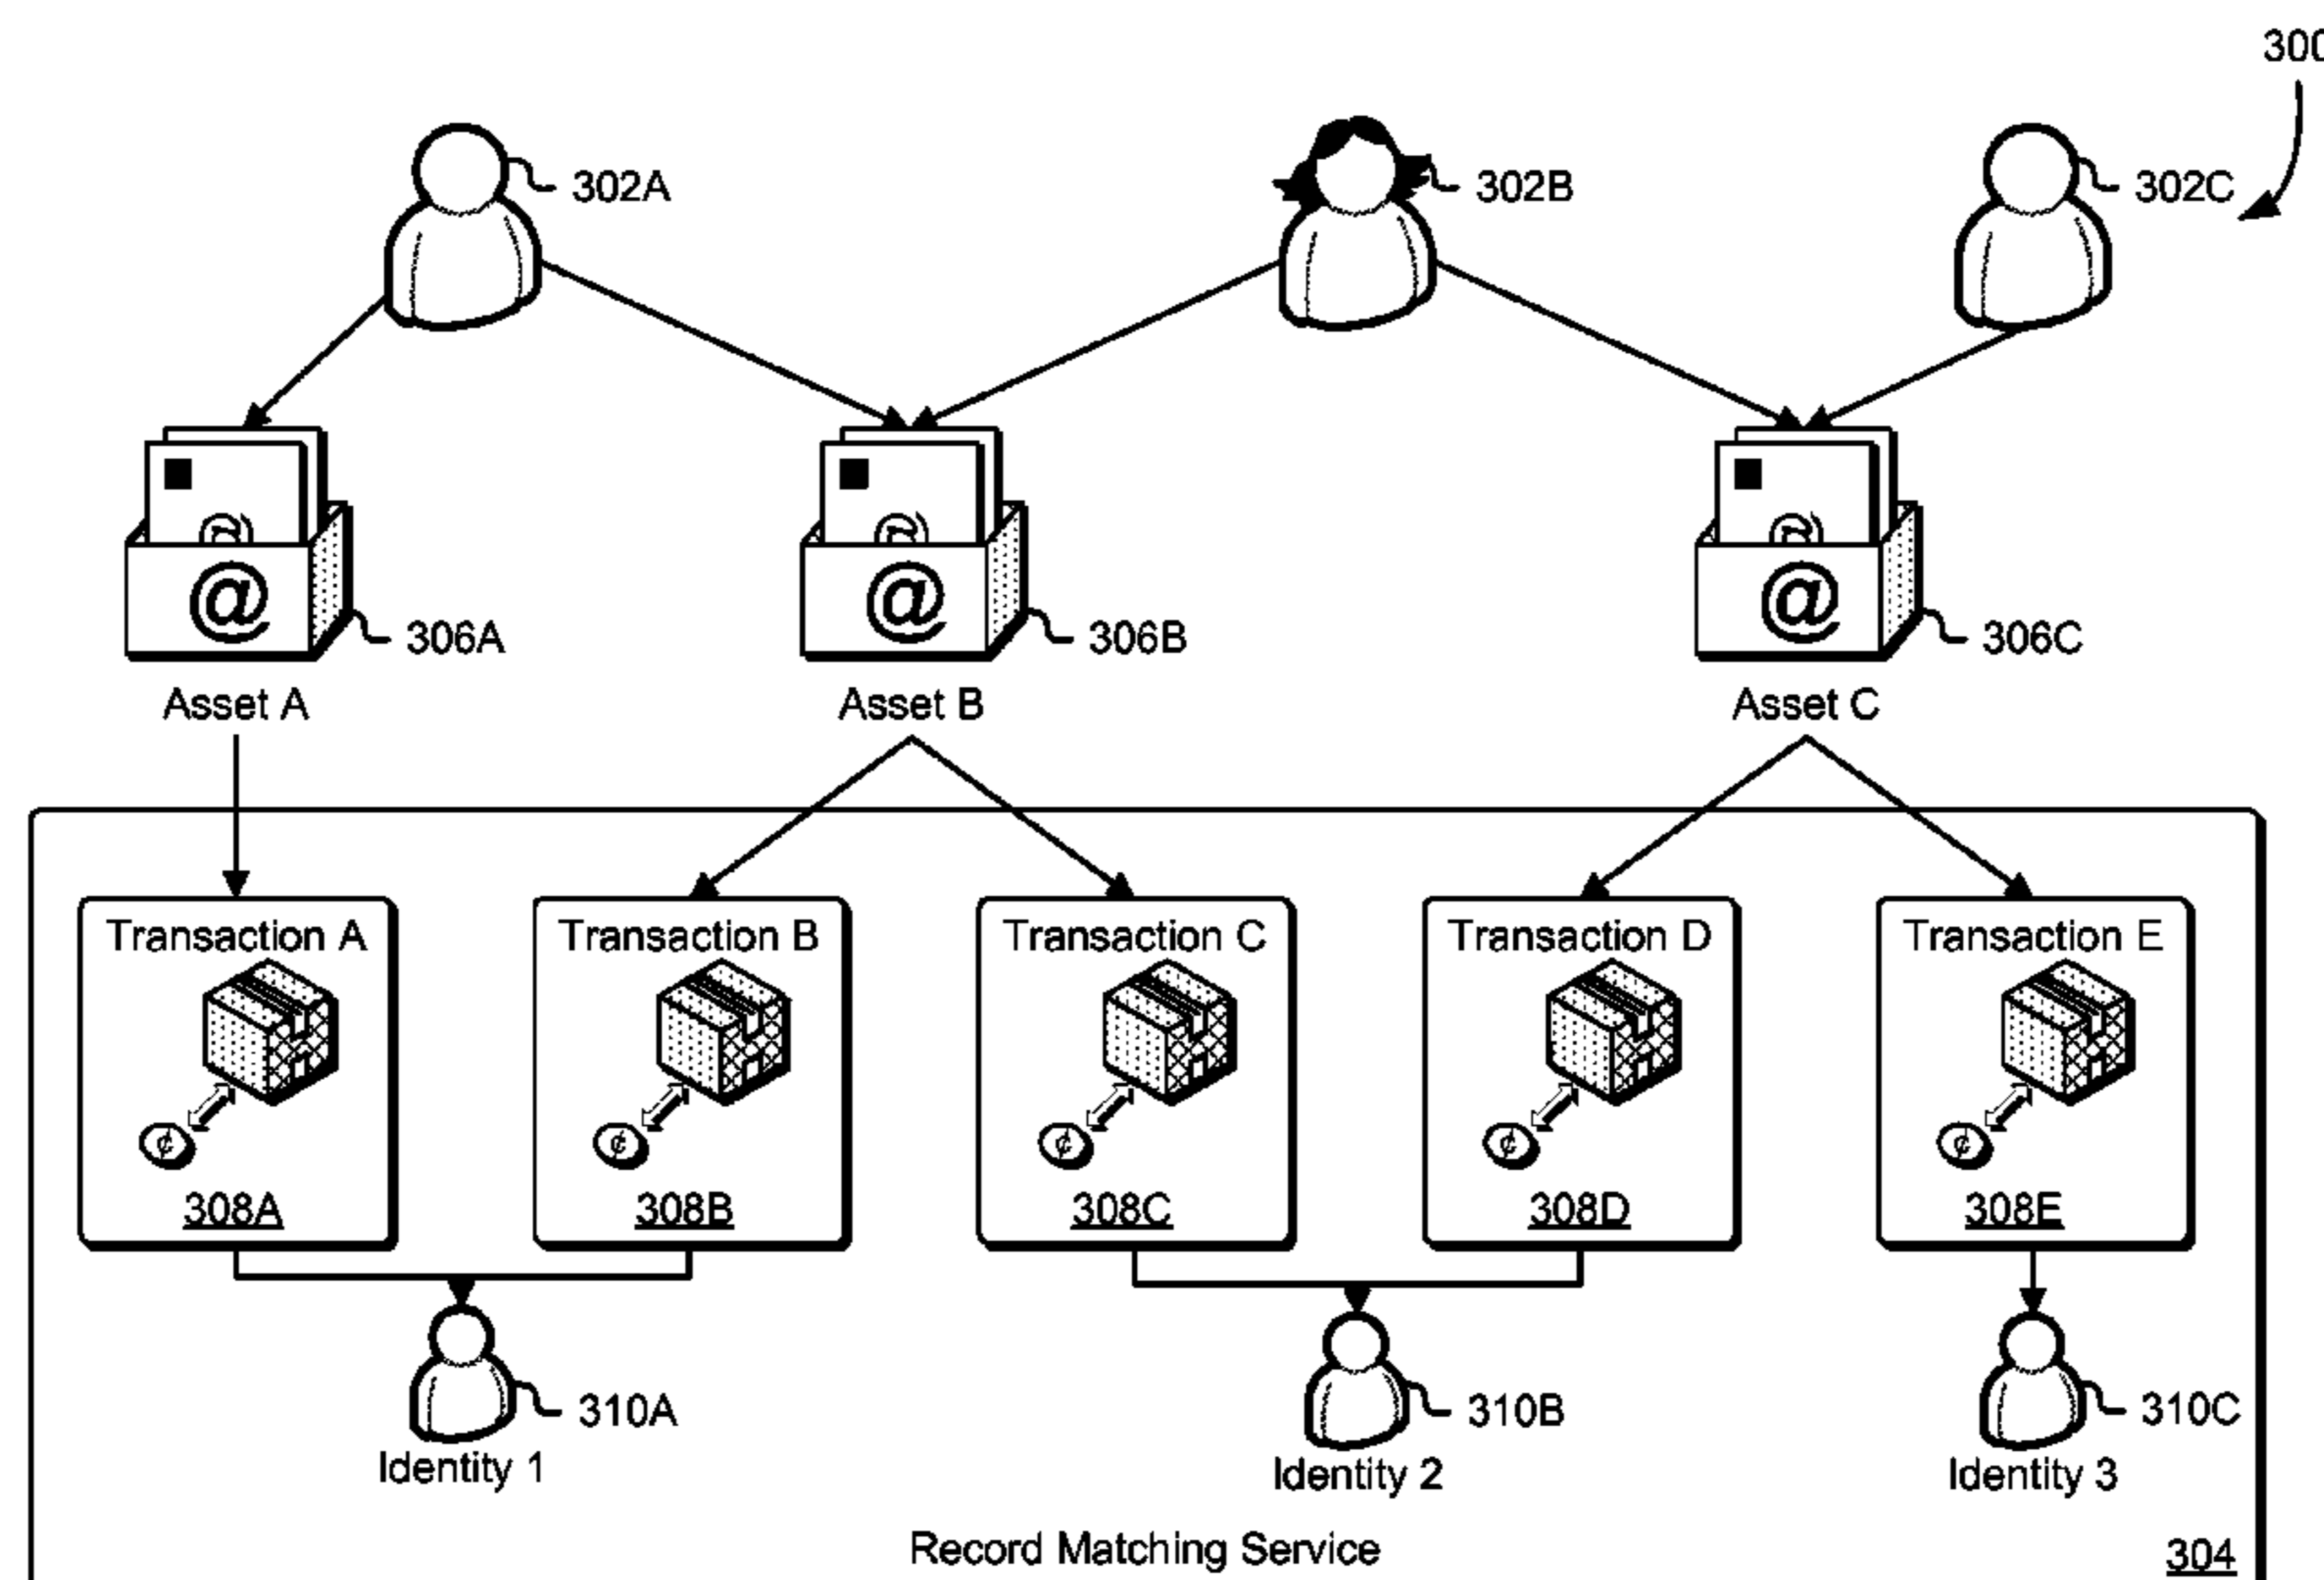 300
302A
302B
302C
@ @ @
306A
306B
306C
Asset A
Asset B
Asset C
Transaction A
Transaction B
Transaction C
Transaction D
Transaction E
¢ ¢ ¢ ¢ ¢
308A
308B
308C
308D
308E
310A
310B
310C
Identity 1
Identity 2
Identity 3
Record Matching Service
304